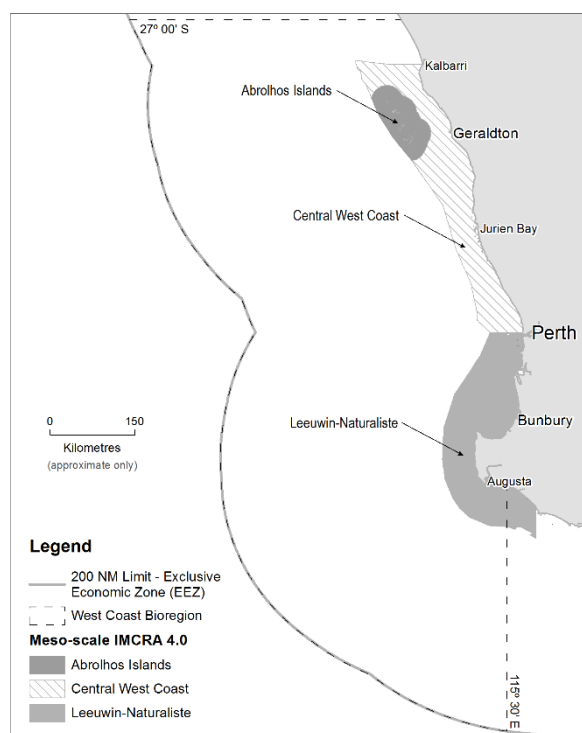 27º 00' S
Kalbarri
Abrolhos Islands
Geraldton
Central West Coast
Jurien Bay
Perth
0 150
Kilometres
(approximate only)
Leeuwin-Naturaliste
Bunbury
Augusta
Legend
200 NM Limit - Exclusive
Economic Zone (EEZ)
West Coast Bioregion
Meso-scale IMCRA 4.0
Abrolhos Islands
Central West Coast
Leeuwin-Naturaliste
115º 30' E